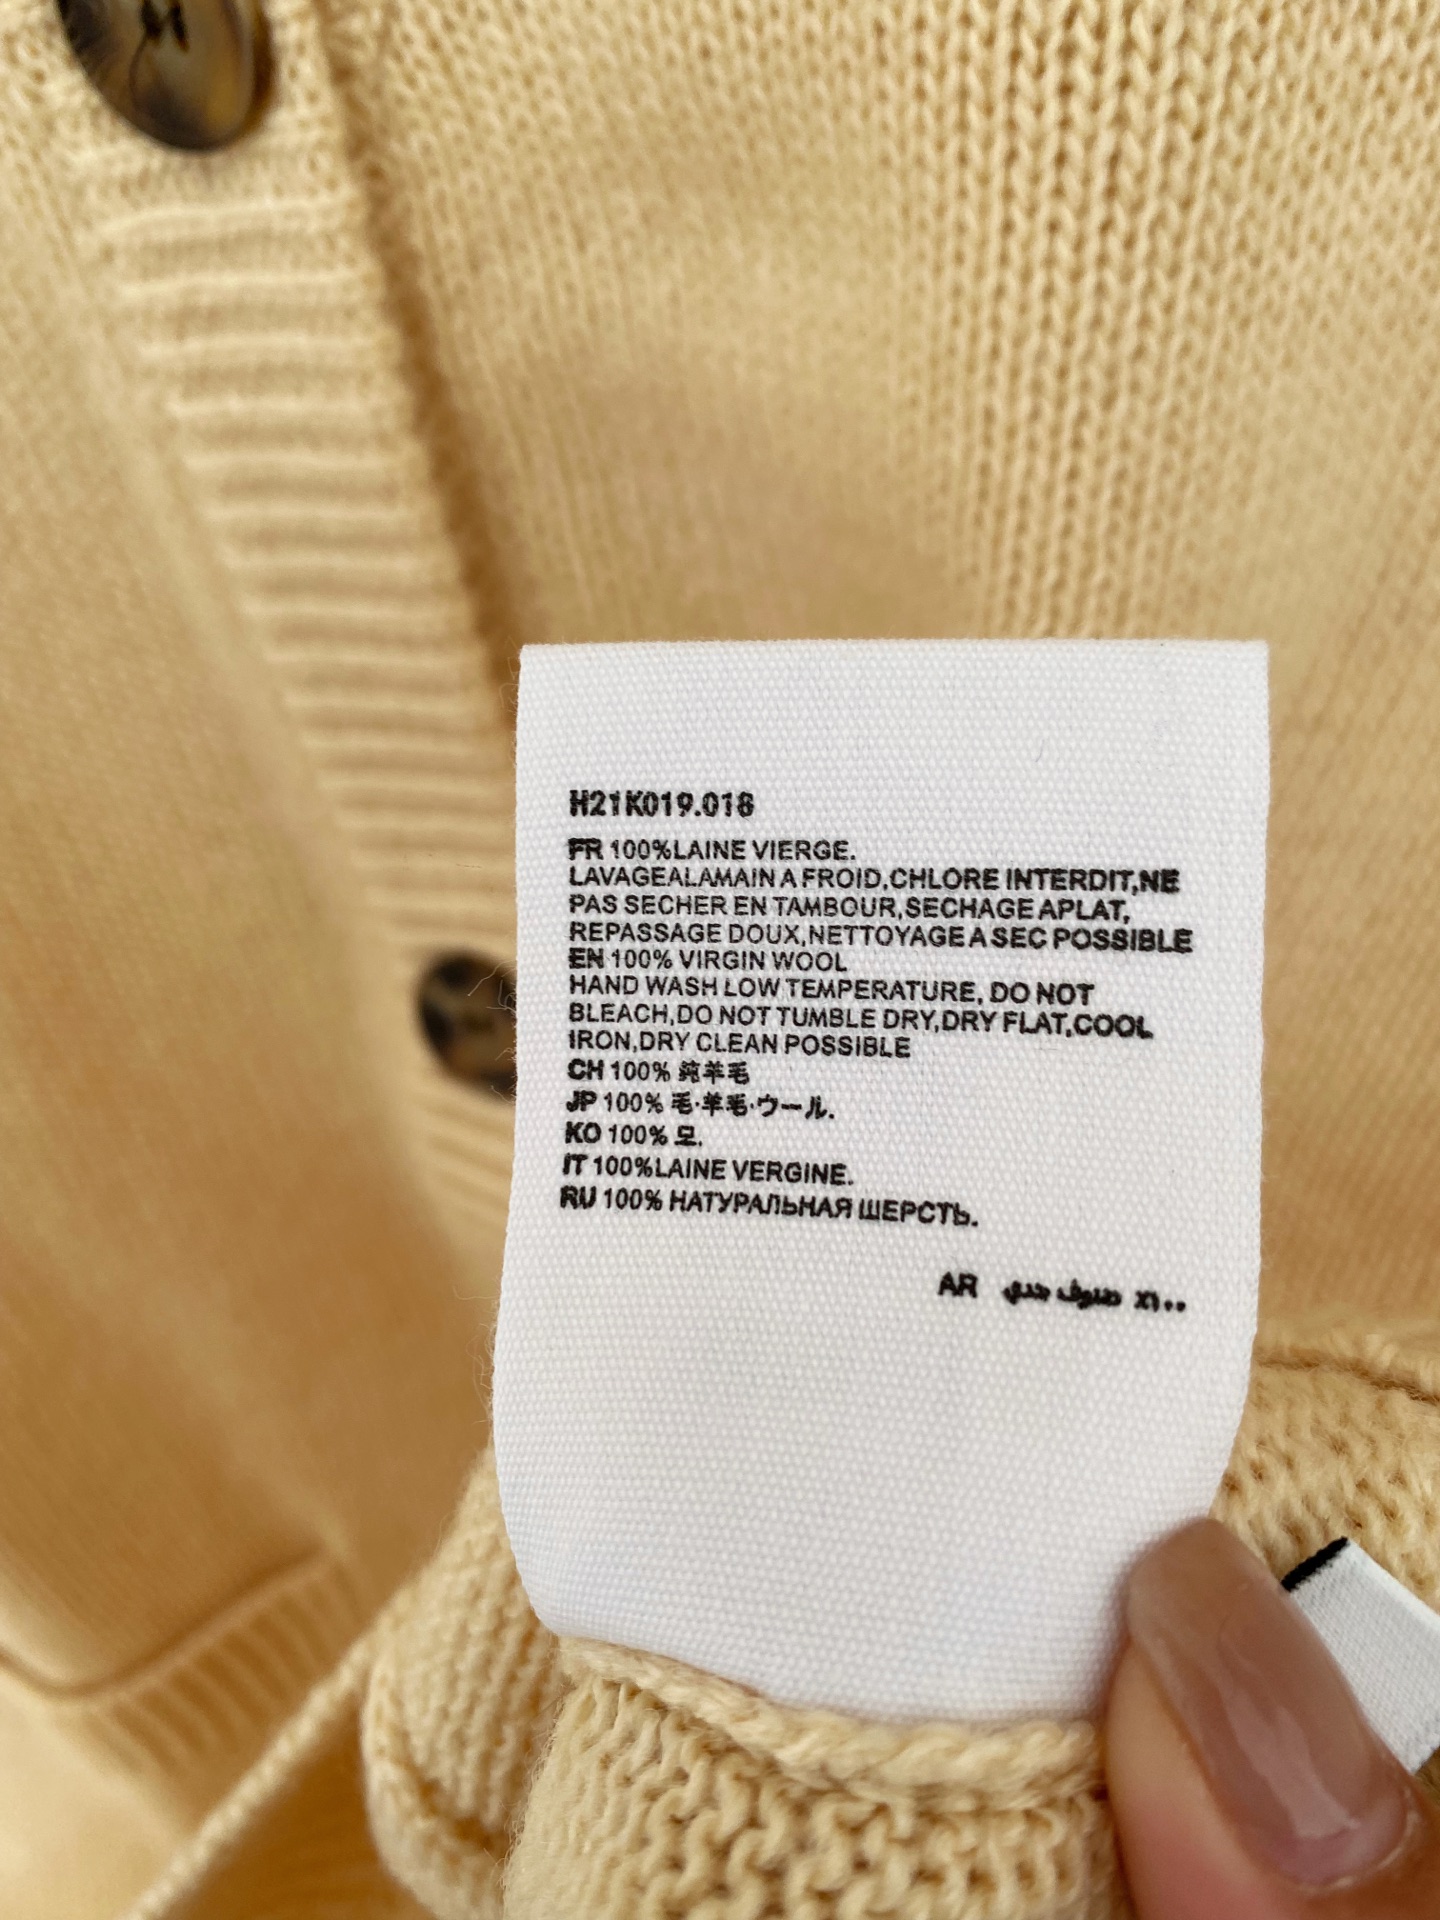 H21K019.018
FR 100%LAINE VIERGE.
LAVAGEALAMAIN A FROID,CHLORE INTERDIT,NE
PAS SECHER EN TAMBOUR,SECHAGE APLAT,
REPASSAGE DOUX,NETTOYAGE A SEC POSSIBLE
EN 100% VIRGIN WOOL
HAND WASH LOW TEMPERATURE, DO NOT
BLEACH,DO NOT TUMBLE DRY,DRY FLAT,COOL
IRON,DRY CLEAN POSSIBLE
CH 100% 純羊毛
JP 100% 毛·羊毛·ウール.
KO 100% 모.
IT 100%LAINE VERGINE.
RU 100% НАТУРАЛЬНАЯ ШЕРСТЬ.
AR صوف ٪١٠٠